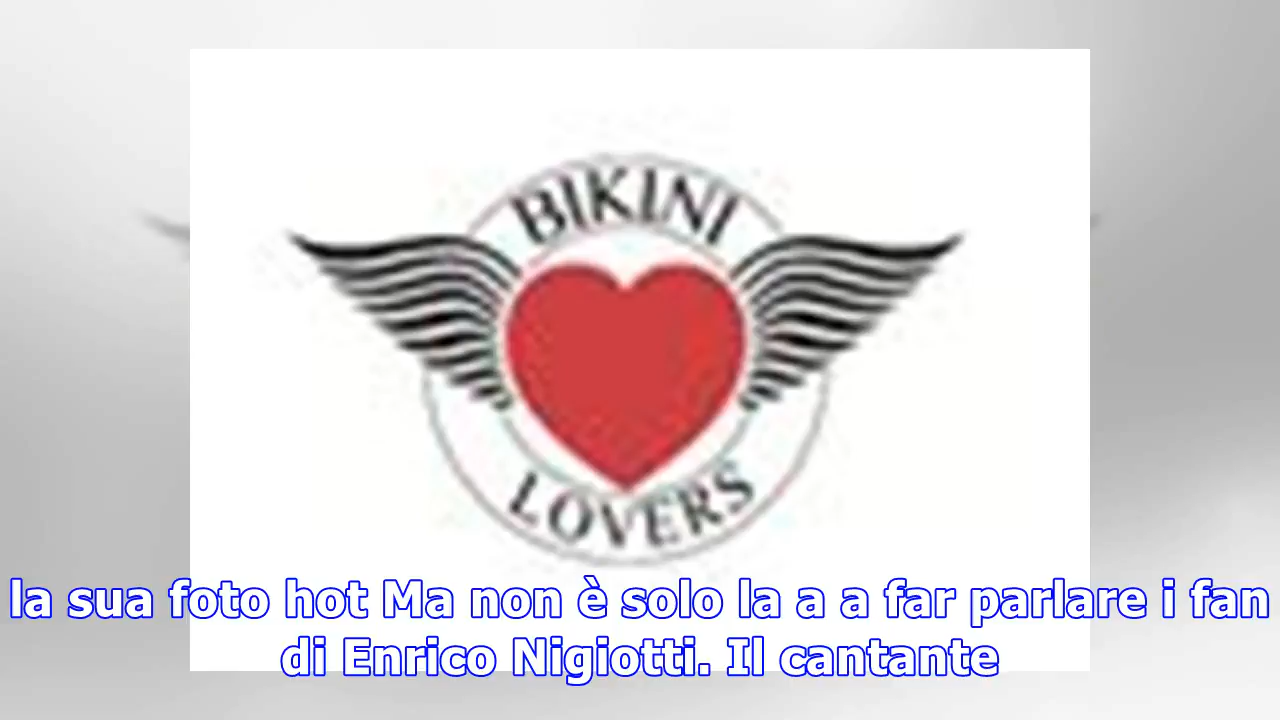 BIKINI
LOVERS
la sua foto hot Ma non è solo la a a far parlare i fan
di Enrico Nigiotti. Il cantante